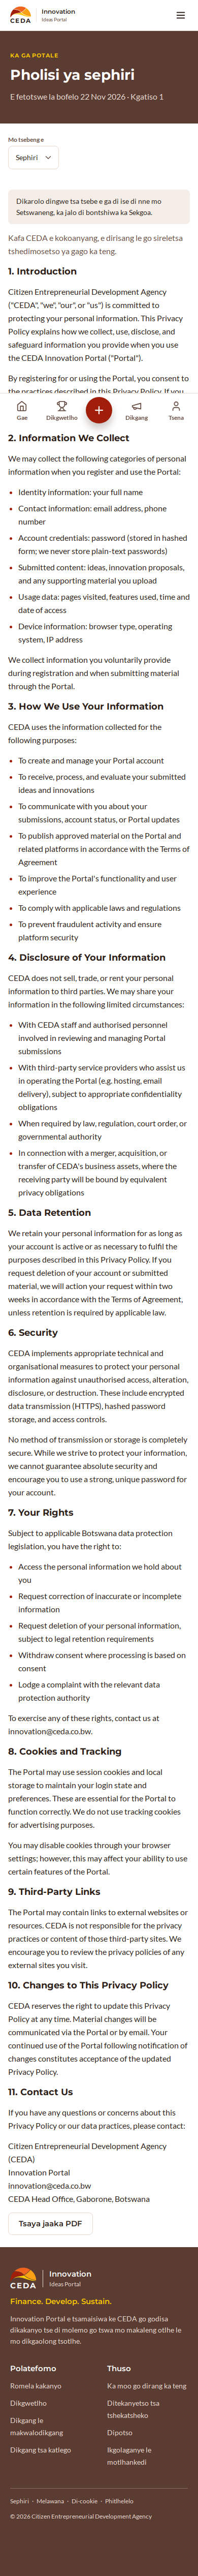 CEDA
Innovation
Ideas Portal
KA GA POTALE
Pholisi ya sephiri
E fetotswe la bofelo 22 Nov 2026 · Kgatiso 1
Mo tsebeng e
Sephiri
Dikarolo dingwe tsa tsebe e ga di ise di nne mo
Setswaneng, ka jalo di bontshiwa ka Sekgoa.
Kafa CEDA e kokoanyang, e dirisang le go sireletsa
tshedimosetso ya gago ka teng.
1. Introduction
Citizen Entrepreneurial Development Agency
("CEDA", "we", "our", or "us") is committed to
protecting your personal information. This Privacy
Policy explains how we collect, use, disclose, and
safeguard information you provide when you use
the CEDA Innovation Portal ("Portal").
By registering for or using the Portal, you consent to
the practices described in this Privacy Policy. If you
Gae
Dikgwetlho
Dikgang
Tsena
2. Information We Collect
We may collect the following categories of personal
information when you register and use the Portal:
• Identity information: your full name
• Contact information: email address, phone
number
• Account credentials: password (stored in hashed
form; we never store plain-text passwords)
• Submitted content: ideas, innovation proposals,
and any supporting material you upload
• Usage data: pages visited, features used, time and
date of access
• Device information: browser type, operating
system, IP address
We collect information you voluntarily provide
during registration and when submitting material
through the Portal.
3. How We Use Your Information
CEDA uses the information collected for the
following purposes:
• To create and manage your Portal account
• To receive, process, and evaluate your submitted
ideas and innovations
• To communicate with you about your
submissions, account status, or Portal updates
• To publish approved material on the Portal and
related platforms in accordance with the Terms of
Agreement
• To improve the Portal's functionality and user
experience
• To comply with applicable laws and regulations
• To prevent fraudulent activity and ensure
platform security
4. Disclosure of Your Information
CEDA does not sell, trade, or rent your personal
information to third parties. We may share your
information in the following limited circumstances:
• With CEDA staff and authorised personnel
involved in reviewing and managing Portal
submissions
• With third-party service providers who assist us
in operating the Portal (e.g. hosting, email
delivery), subject to appropriate confidentiality
obligations
• When required by law, regulation, court order, or
governmental authority
• In connection with a merger, acquisition, or
transfer of CEDA's business assets, where the
receiving party will be bound by equivalent
privacy obligations
5. Data Retention
We retain your personal information for as long as
your account is active or as necessary to fulfil the
purposes described in this Privacy Policy. If you
request deletion of your account or submitted
material, we will action your request within two
weeks in accordance with the Terms of Agreement,
unless retention is required by applicable law.
6. Security
CEDA implements appropriate technical and
organisational measures to protect your personal
information against unauthorised access, alteration,
disclosure, or destruction. These include encrypted
data transmission (HTTPS), hashed password
storage, and access controls.
No method of transmission or storage is completely
secure. While we strive to protect your information,
we cannot guarantee absolute security and
encourage you to use a strong, unique password for
your account.
7. Your Rights
Subject to applicable Botswana data protection
legislation, you have the right to:
• Access the personal information we hold about
you
• Request correction of inaccurate or incomplete
information
• Request deletion of your personal information,
subject to legal retention requirements
• Withdraw consent where processing is based on
consent
• Lodge a complaint with the relevant data
protection authority
To exercise any of these rights, contact us at
innovation@ceda.co.bw.
8. Cookies and Tracking
The Portal may use session cookies and local
storage to maintain your login state and
preferences. These are essential for the Portal to
function correctly. We do not use tracking cookies
for advertising purposes.
You may disable cookies through your browser
settings; however, this may affect your ability to use
certain features of the Portal.
9. Third-Party Links
The Portal may contain links to external websites or
resources. CEDA is not responsible for the privacy
practices or content of those third-party sites. We
encourage you to review the privacy policies of any
external sites you visit.
10. Changes to This Privacy Policy
CEDA reserves the right to update this Privacy
Policy at any time. Material changes will be
communicated via the Portal or by email. Your
continued use of the Portal following notification of
changes constitutes acceptance of the updated
Privacy Policy.
11. Contact Us
If you have any questions or concerns about this
Privacy Policy or our data practices, please contact:
Citizen Entrepreneurial Development Agency
(CEDA)
Innovation Portal
innovation@ceda.co.bw
CEDA Head Office, Gaborone, Botswana
Tsaya jaaka PDF
CEDA
Innovation
Ideas Portal
Finance. Develop. Sustain.
Innovation Portal e tsamaisiwa ke CEDA go godisa
dikakanyo tse di molemo go tswa mo makaleng otlhe le
mo dikgaolong tsotlhe.
Polatefomo
Romela kakanyo
Dikgwetlho
Dikgang le
makwalodikgang
Dikgang tsa katlego
Thuso
Ka moo go dirang ka teng
Ditekanyetso tsa
tshekatsheko
Dipotso
Ikgolaganye le
motlhankedi
Sephiri · Melawana · Di-cookie · Phitlhelelo
© 2026 Citizen Entrepreneurial Development Agency